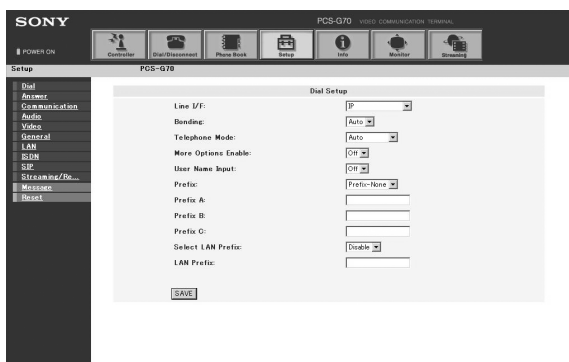 SONY
PCS-G70 VIDEO COMMUNICATION TERMINAL
POWER ON
Controller Dial/Disconnect Phone Book Setup Info Monitor Streaming
Setup PCS-G70
Dial
Answer
Communication
Audio
Video
General
LAN
ISDN
SIP
Streaming/Re...
Message
Reset
Dial Setup
Line I/F: IP
Bonding: Auto
Telephone Mode: Auto
More Options Enable: Off
User Name Input: Off
Prefix: Prefix-None
Prefix A:
Prefix B:
Prefix C:
Select LAN Prefix: Disable
LAN Prefix:
SAVE